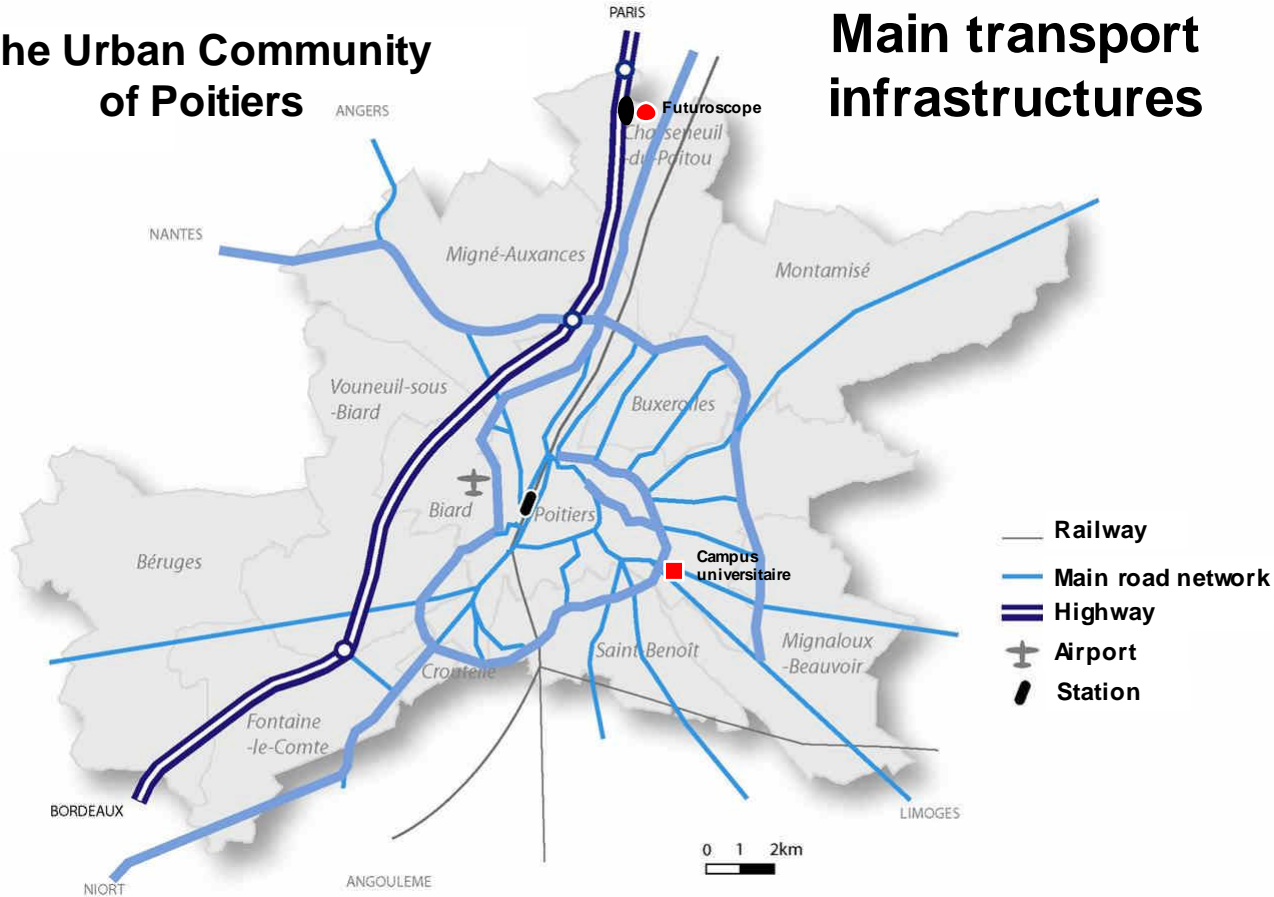 he Urban Community
of Poitiers
Main transport
infrastructures
PARIS
ANGERS
Futuroscope
Chasseneuil
-du-Poitou
NANTES
Migné-Auxances
Montamisé
Vouneuil-sous
-Biard
Buxerolles
Biard
Poitiers
Béruges
Campus
universitaire
Railway
Main road network
Highway
Airport
Station
Mignaloux
-Beauvoir
Saint-Benoît
Croutelle
Fontaine
-le-Comte
BORDEAUX
LIMOGES
0 1 2km
ANGOULEME
NIORT